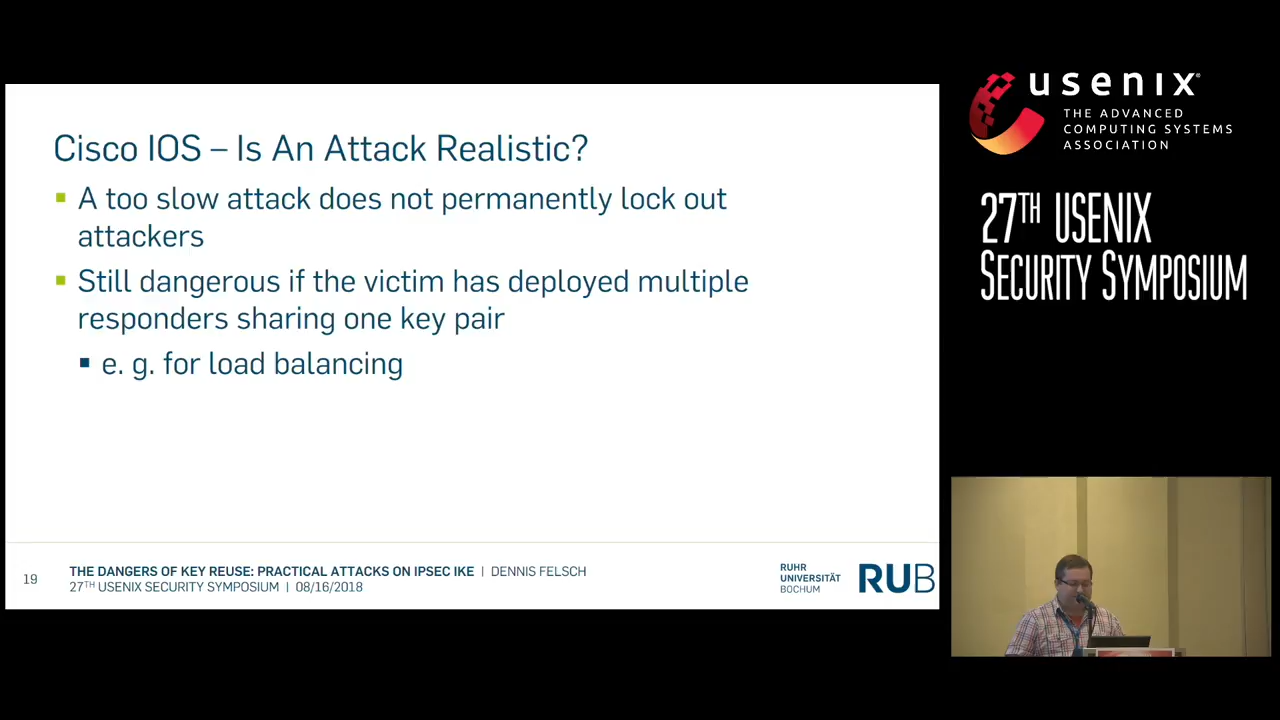 Cisco IOS – Is An Attack Realistic?
A too slow attack does not permanently lock out
attackers
Still dangerous if the victim has deployed multiple
responders sharing one key pair
e. g. for load balancing
19
THE DANGERS OF KEY REUSE: PRACTICAL ATTACKS ON IPSEC IKE | DENNIS FELSCH
27TH USENIX SECURITY SYMPOSIUM | 08/16/2018
RUHR
UNIVERSITÄT
BOCHUM
RUB
usenix®
THE ADVANCED
COMPUTING SYSTEMS
ASSOCIATION
27TH USENIX
SECURITY SYMPOSIUM